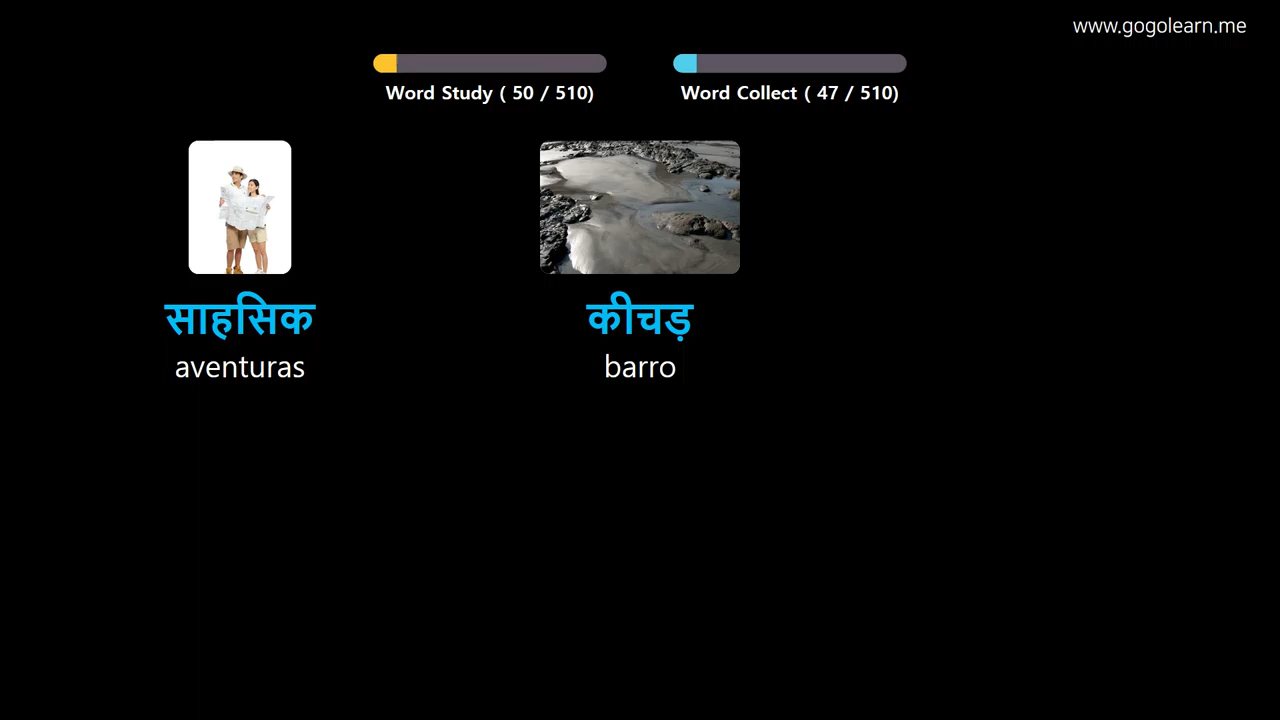 www.gogolearn.me
Word Study ( 50 / 510)
Word Collect ( 47 / 510)
साहसिक
aventuras
कीचड़
barro